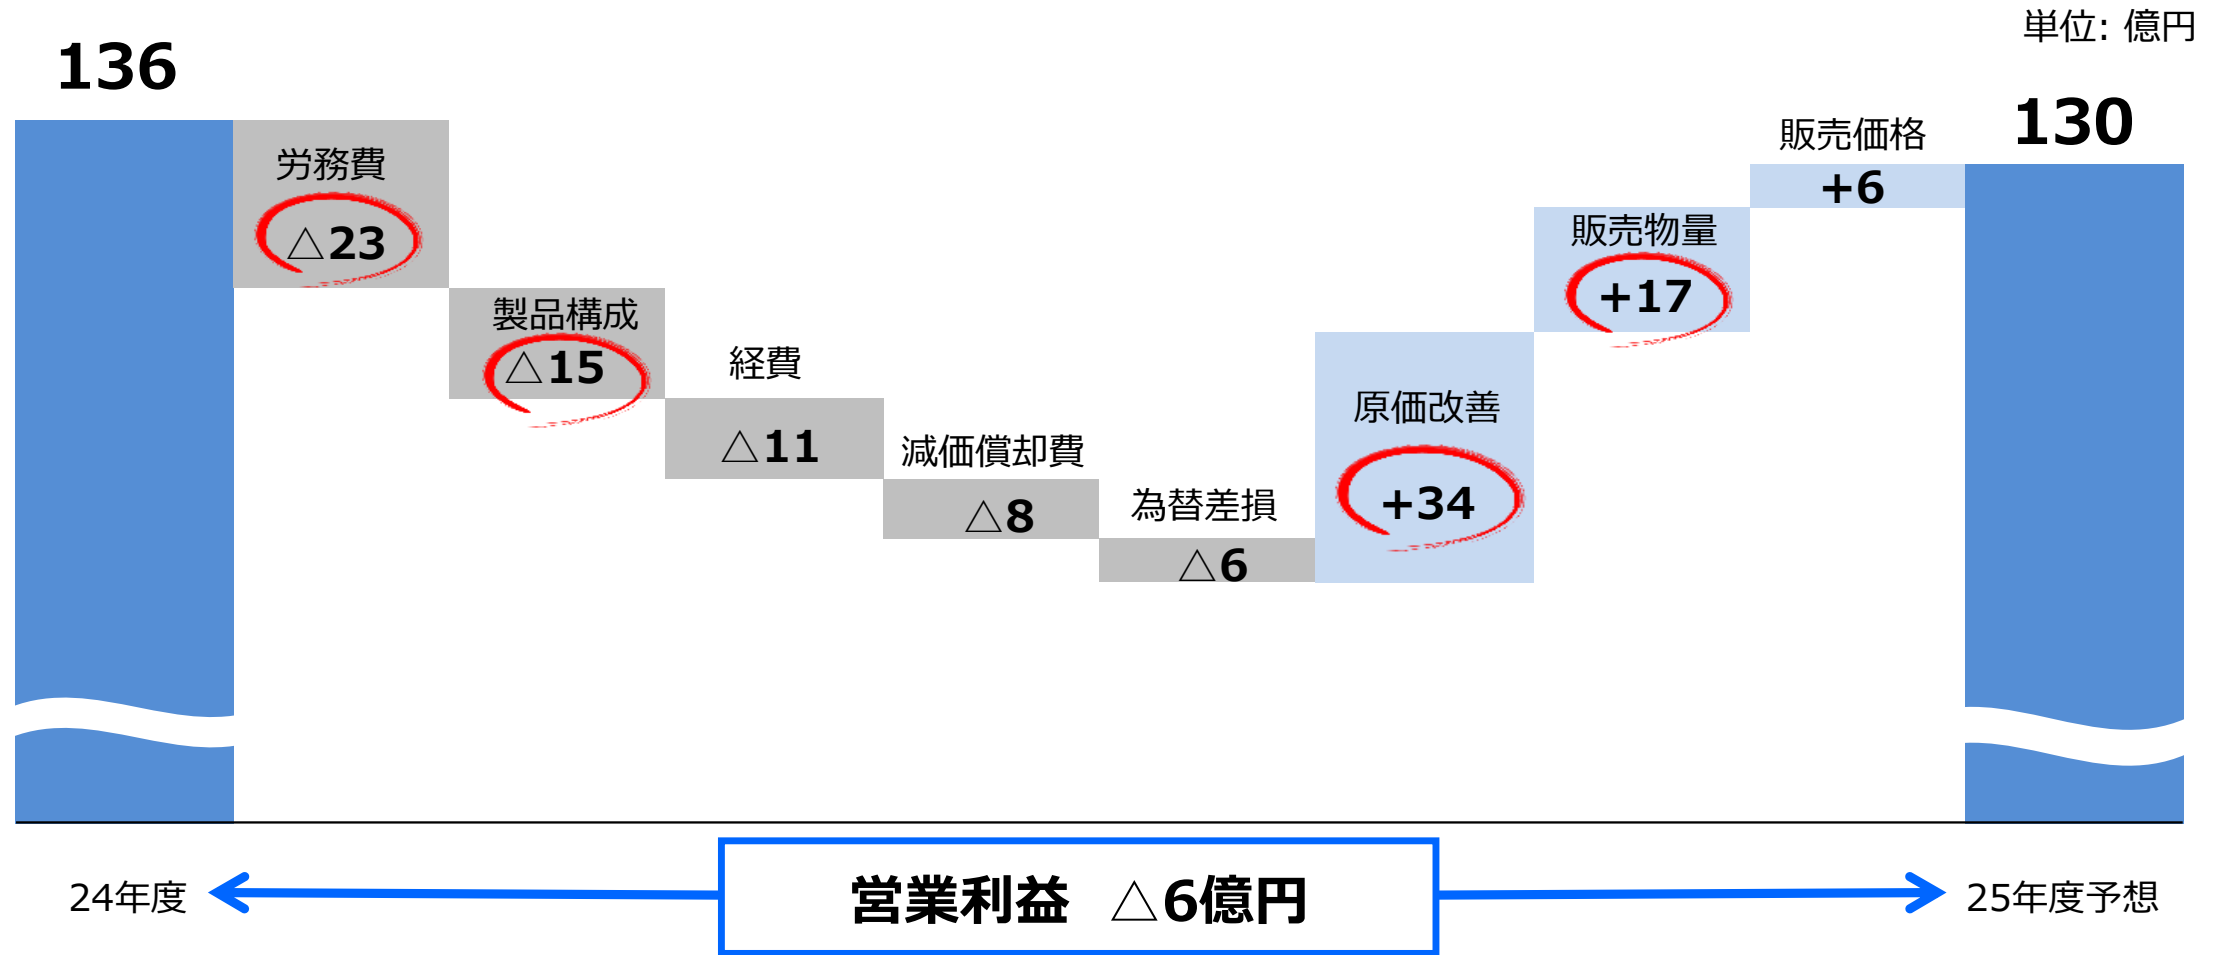 単位: 億円
136
労務費
△23
製品構成
△15
経費
△11
減価償却費
△8
為替差損
△6
原価改善
+34
販売物量
+17
販売価格
+6
130
24年度
営業利益 △6億円
25年度予想